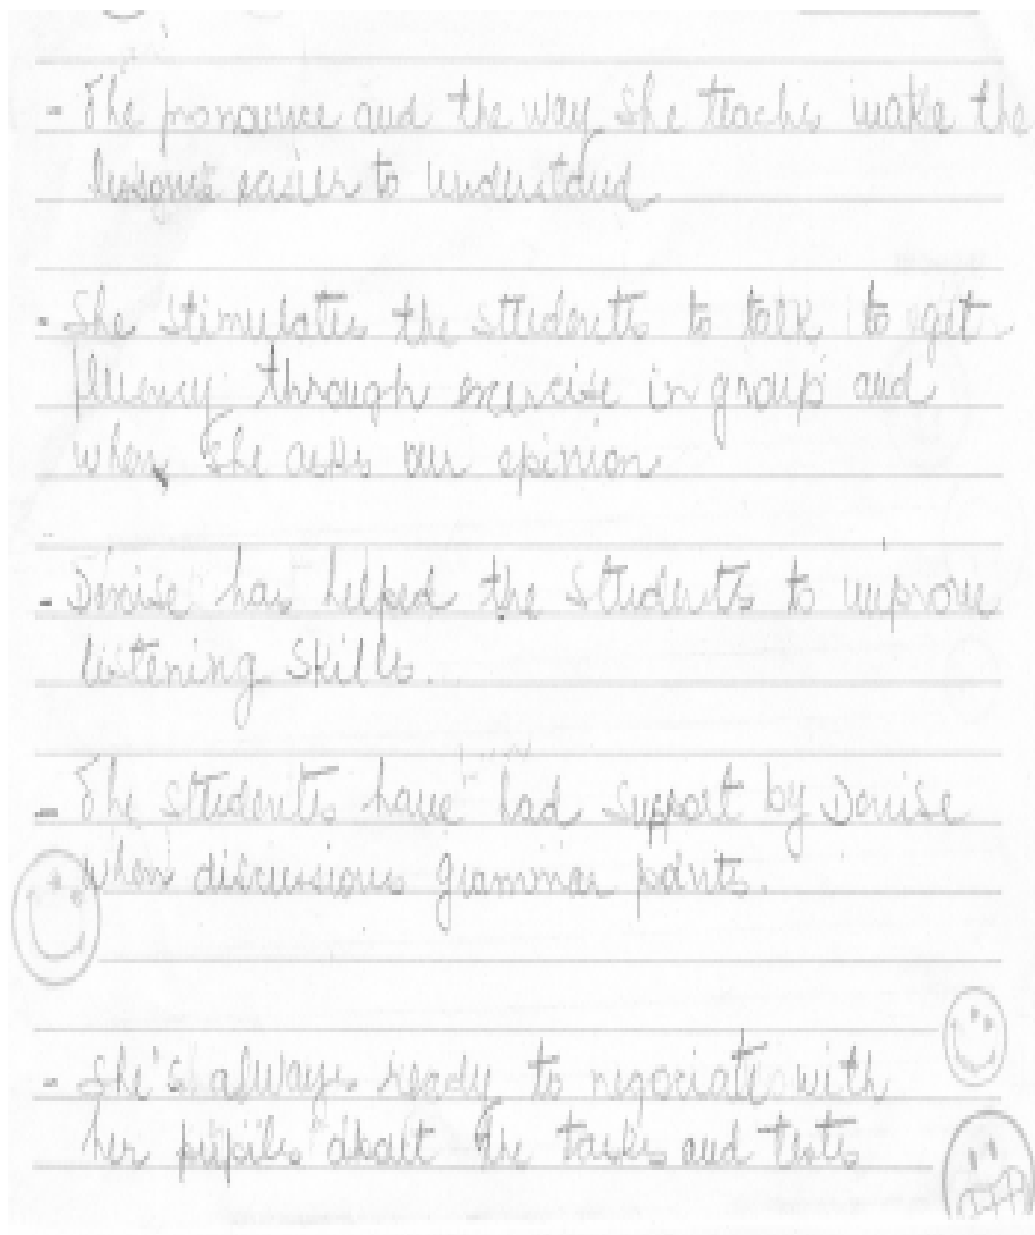 - The pronounce and the way she teachs make the
lessons easier to understand
- She stimulates the students to talk to get
fluency through exercise in group and
when she asks our opinion
- Denise has helped the students to improve
listening skills.
- The students have had support by Denise
when discussions grammar points.
- She's always ready to negociate with
her pupils about the tasks and tests